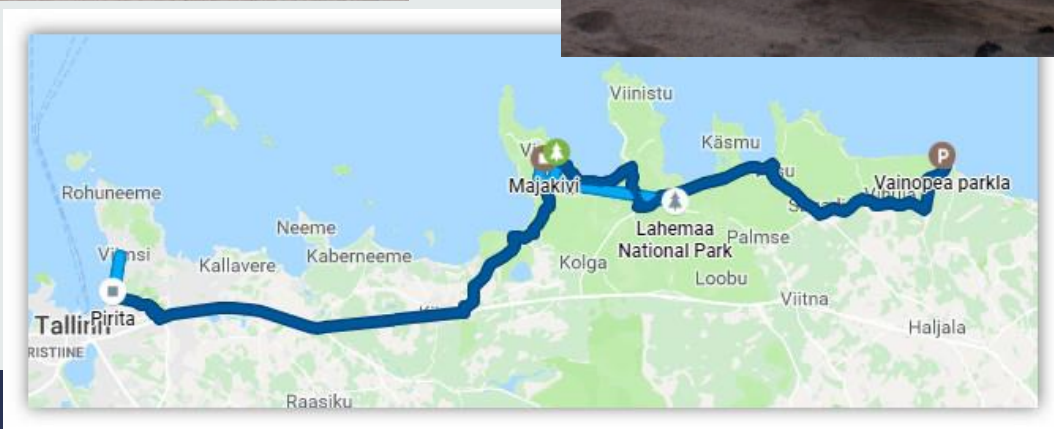 Viinistu
Käsmu
Majakivi
Vainopea parkla
P
Rohuneeme
Lahemaa
National Park
Neeme
Palmse
Kallavere
Kaberneeme
Kolga
Loobu
Viitna
Pirita
Tallinn
Haljala
RISTIINE
Raasiku